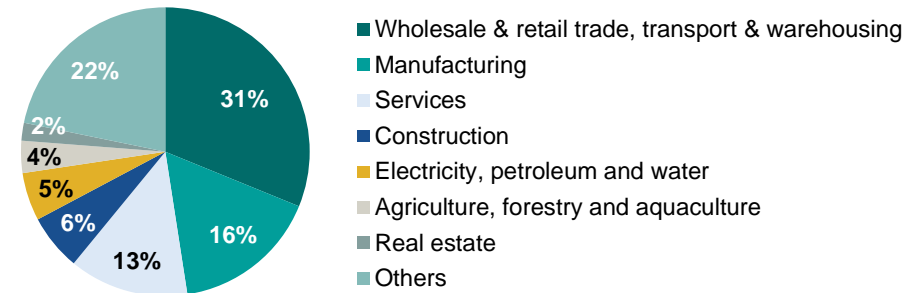 Wholesale & retail trade, transport & warehousing
Manufacturing
Services
Construction
Electricity, petroleum and water
Agriculture, forestry and aquaculture
Real estate
Others
31%
16%
13%
6%
5%
4%
2%
22%